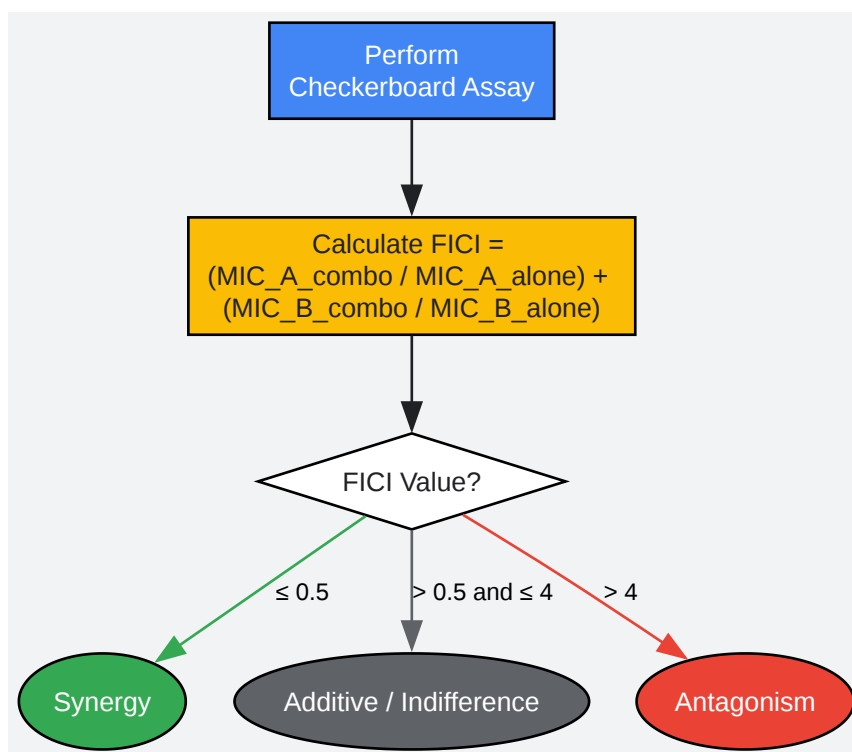 Perform
Checkerboard Assay
Calculate FICI =
(MIC_A_combo / MIC_A_alone) +
(MIC_B_combo / MIC_B_alone)
FICI Value?
≤ 0.5
> 0.5 and ≤ 4
> 4
Synergy
Additive / Indifference
Antagonism